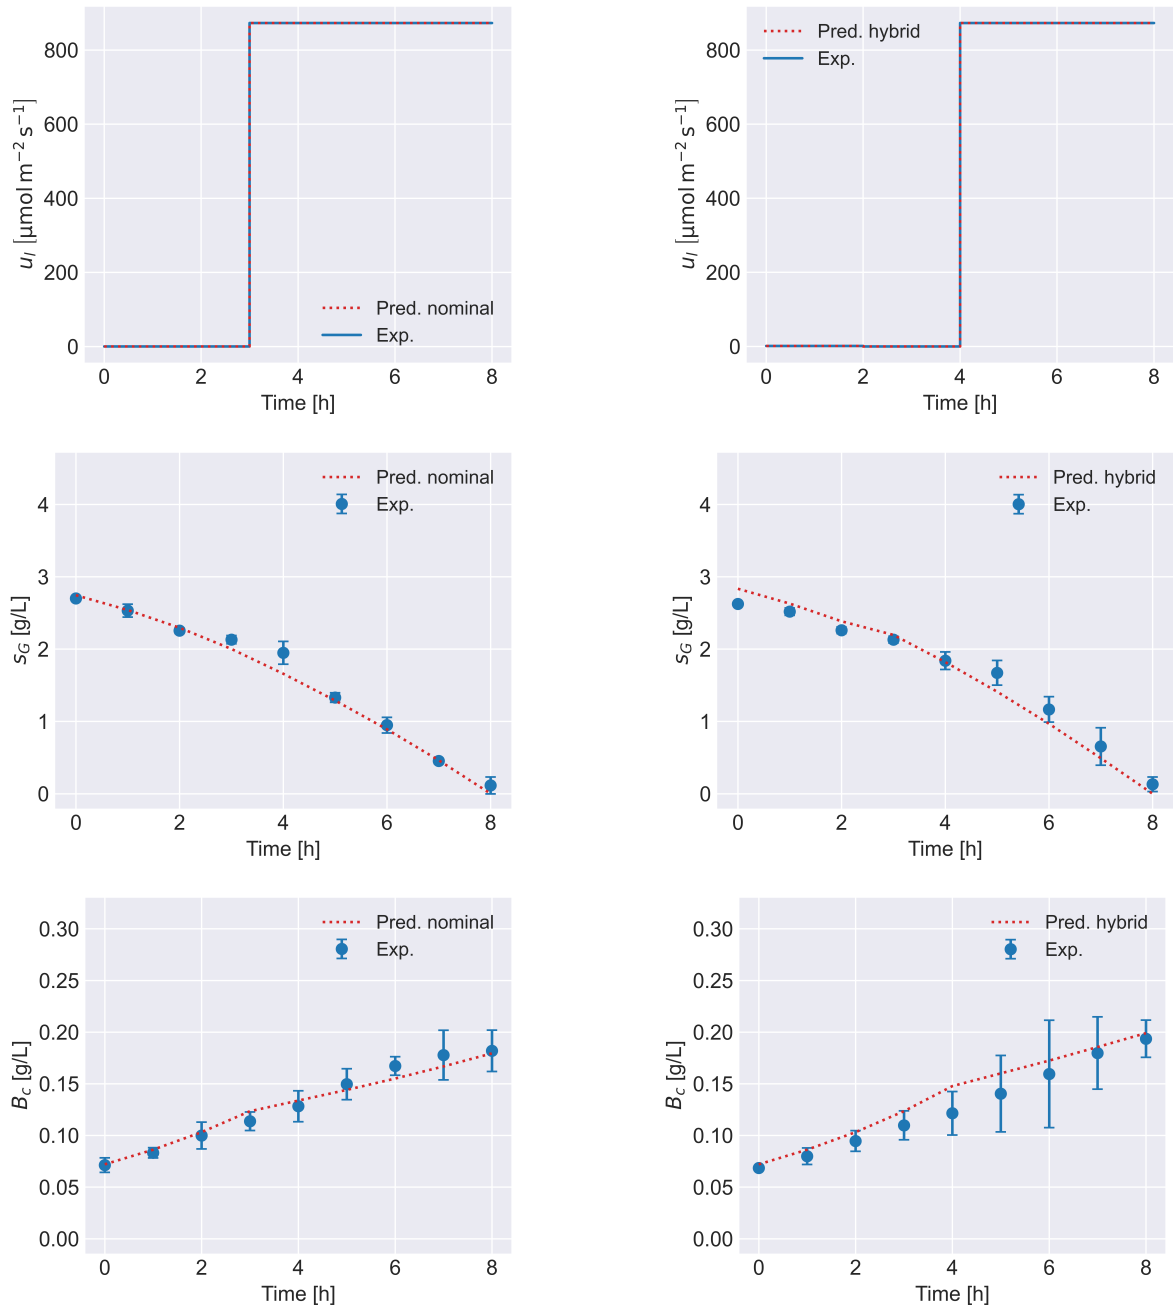 800
600
400
200
0
u_I [μmol m⁻² s⁻¹]
Pred. nominal
Exp.
0 2 4 6 8
Time [h]
800
600
400
200
0
u_I [μmol m⁻² s⁻¹]
Pred. hybrid
Exp.
0 2 4 6 8
Time [h]
4
3
2
1
0
s_G [g/L]
Pred. nominal
Exp.
0 2 4 6 8
Time [h]
4
3
2
1
0
s_G [g/L]
Pred. hybrid
Exp.
0 2 4 6 8
Time [h]
0.30
0.25
0.20
0.15
0.10
0.05
0.00
B_c [g/L]
Pred. nominal
Exp.
0 2 4 6 8
Time [h]
0.30
0.25
0.20
0.15
0.10
0.05
0.00
B_c [g/L]
Pred. hybrid
Exp.
0 2 4 6 8
Time [h]